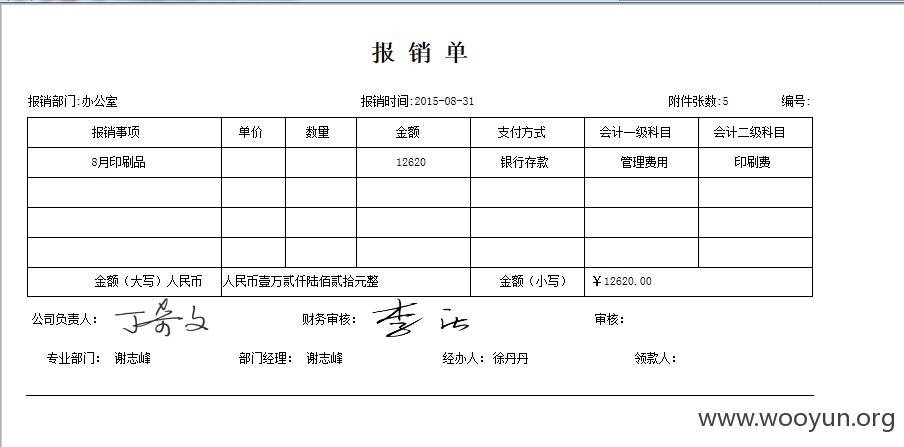 报 销 单
报销部门:办公室 报销时间:2015-08-31 附件张数:5 编号:
报销事项 单价 数量 金额 支付方式 会计一级科目 会计二级科目
8月印刷品 12620 银行存款 管理费用 印刷费
金额（大写）人民币 人民币壹万贰仟陆佰贰拾元整 金额（小写） ￥12620.00
公司负责人： 财务审核： 审核：
专业部门： 谢志峰 部门经理： 谢志峰 经办人：徐丹丹 领款人：
www.wooyun.org